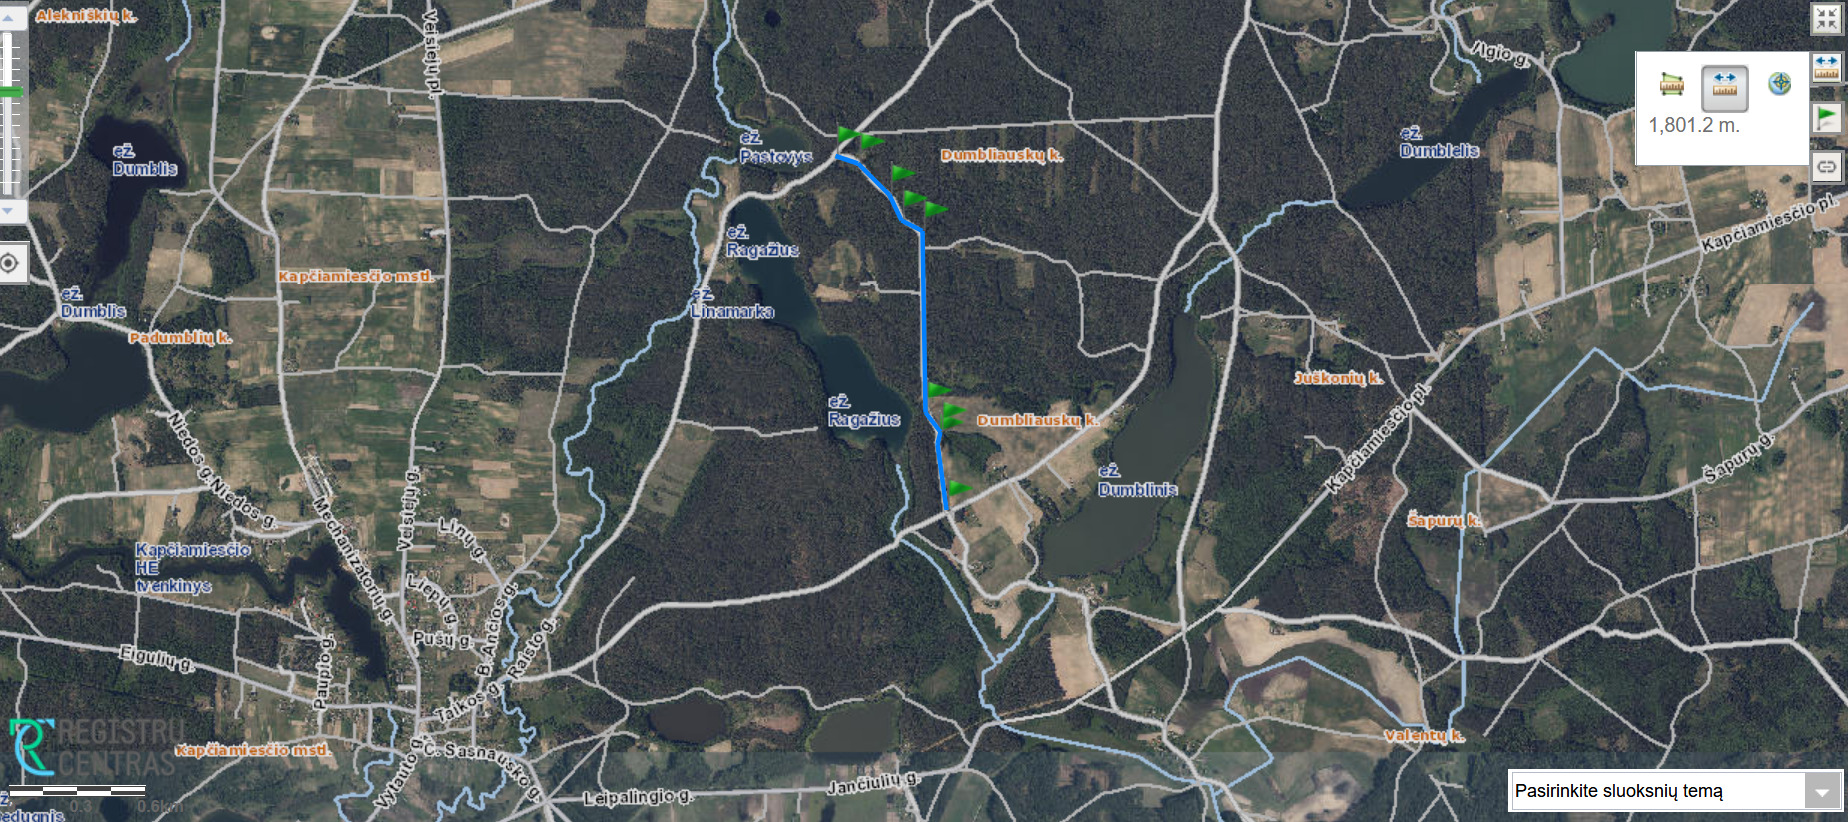 Alekniškių k.
Veisiejų pl.
Ilgio g.
1,801.2 m.
ež.
Dumblis
ež.
Pastovys
Dumbliauskų k.
ež.
Dumblelis
ež.
Ragažius
Kapčiamiesčio pl.
Kapčiamiesčio mstl.
ež.
Dumblis
ež.
Linamarka
Padumblių k.
Juškonių k.
ež.
Ragažius
Dumbliauskų k.
Kapčiamiesčio pl.
Niedos g.
Niedos g.
Veisiejų g.
Mechanizatorių g.
ež.
Dumblinis
Šapurų g.
Šapurų k.
Linų g.
Kapčiamiesčio
HE
tvenkinys
Liepų g.
Pušų g.
B. Ančios g.
Raisto g.
Eigulių g.
Paupio g.
Taikos g.
REGISTRŲ
CENTRAS
Kapčiamiesčio mstl.
Vytauto g.
Č. Sasnausko g.
Valentų k.
Jančiulių g.
Leipalingio g.
0.3
0.6km
Pasirinkite sluoksnių temą